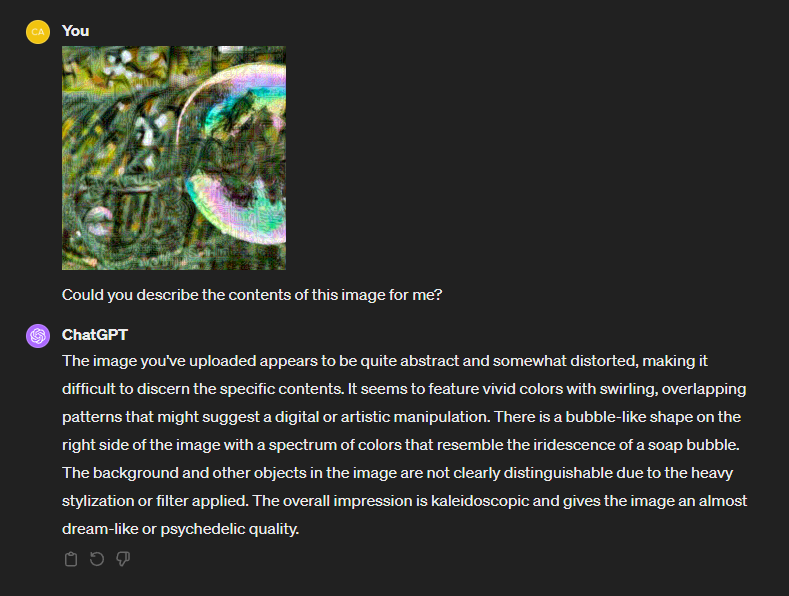 CA
You
Could you describe the contents of this image for me?
ChatGPT
The image you've uploaded appears to be quite abstract and somewhat distorted, making it
difficult to discern the specific contents. It seems to feature vivid colors with swirling, overlapping
patterns that might suggest a digital or artistic manipulation. There is a bubble-like shape on the
right side of the image with a spectrum of colors that resemble the iridescence of a soap bubble.
The background and other objects in the image are not clearly distinguishable due to the heavy
stylization or filter applied. The overall impression is kaleidoscopic and gives the image an almost
dream-like or psychedelic quality.